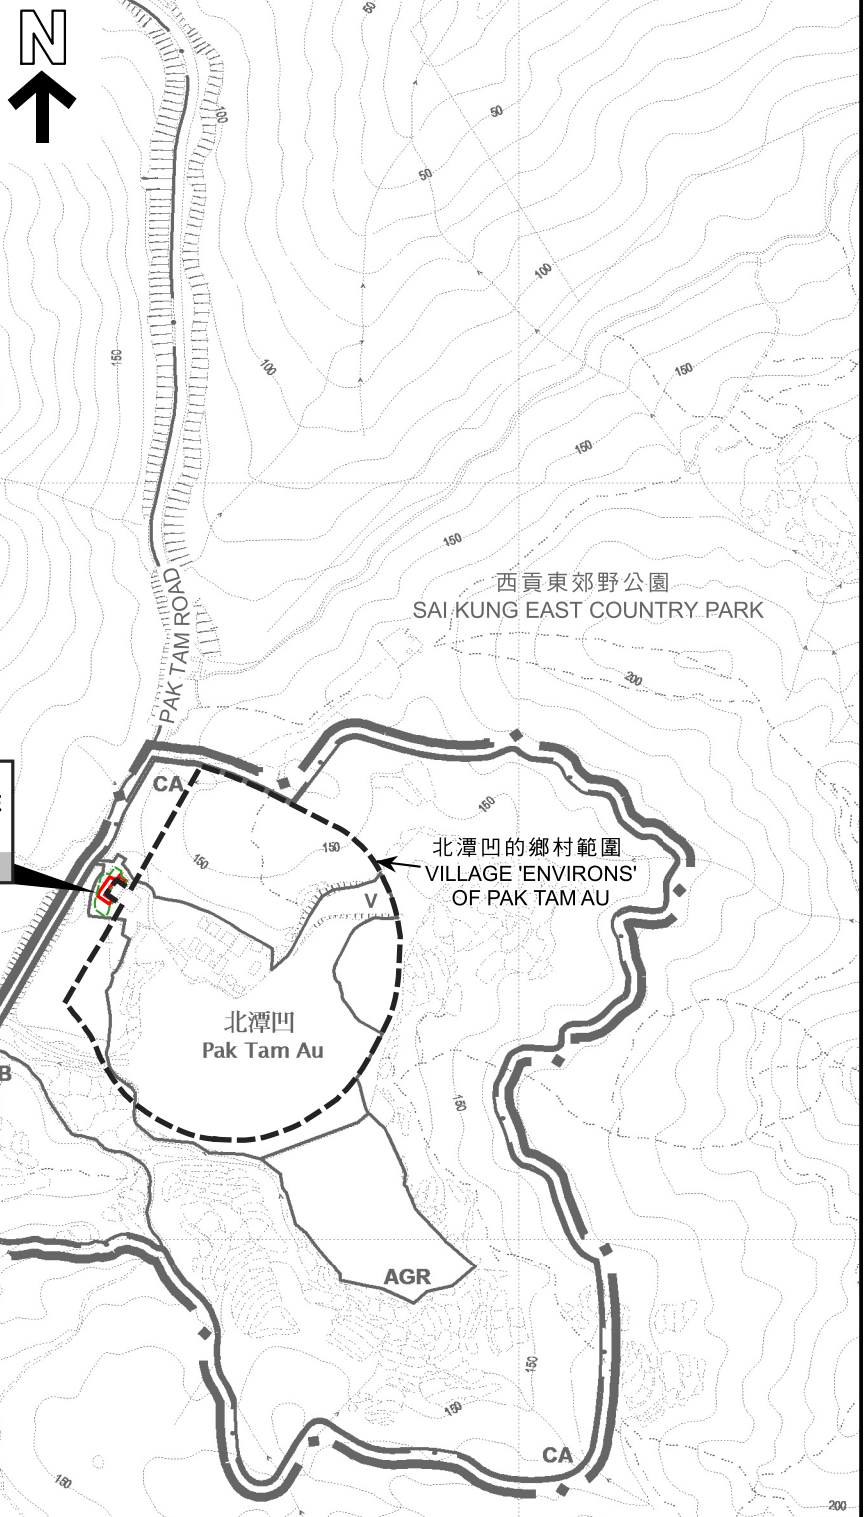 N
60
100
50
50
100
150
100
150
150
150
西貢東郊野公園
SAI KUNG EAST COUNTRY PARK
200
PAK TAM ROAD
CA
150
150
150
北潭凹的鄉村範圍
VILLAGE 'ENVIRONS'
OF PAK TAM AU
V
北潭凹
Pak Tam Au
B
150
AGR
150
150
CA
150
200